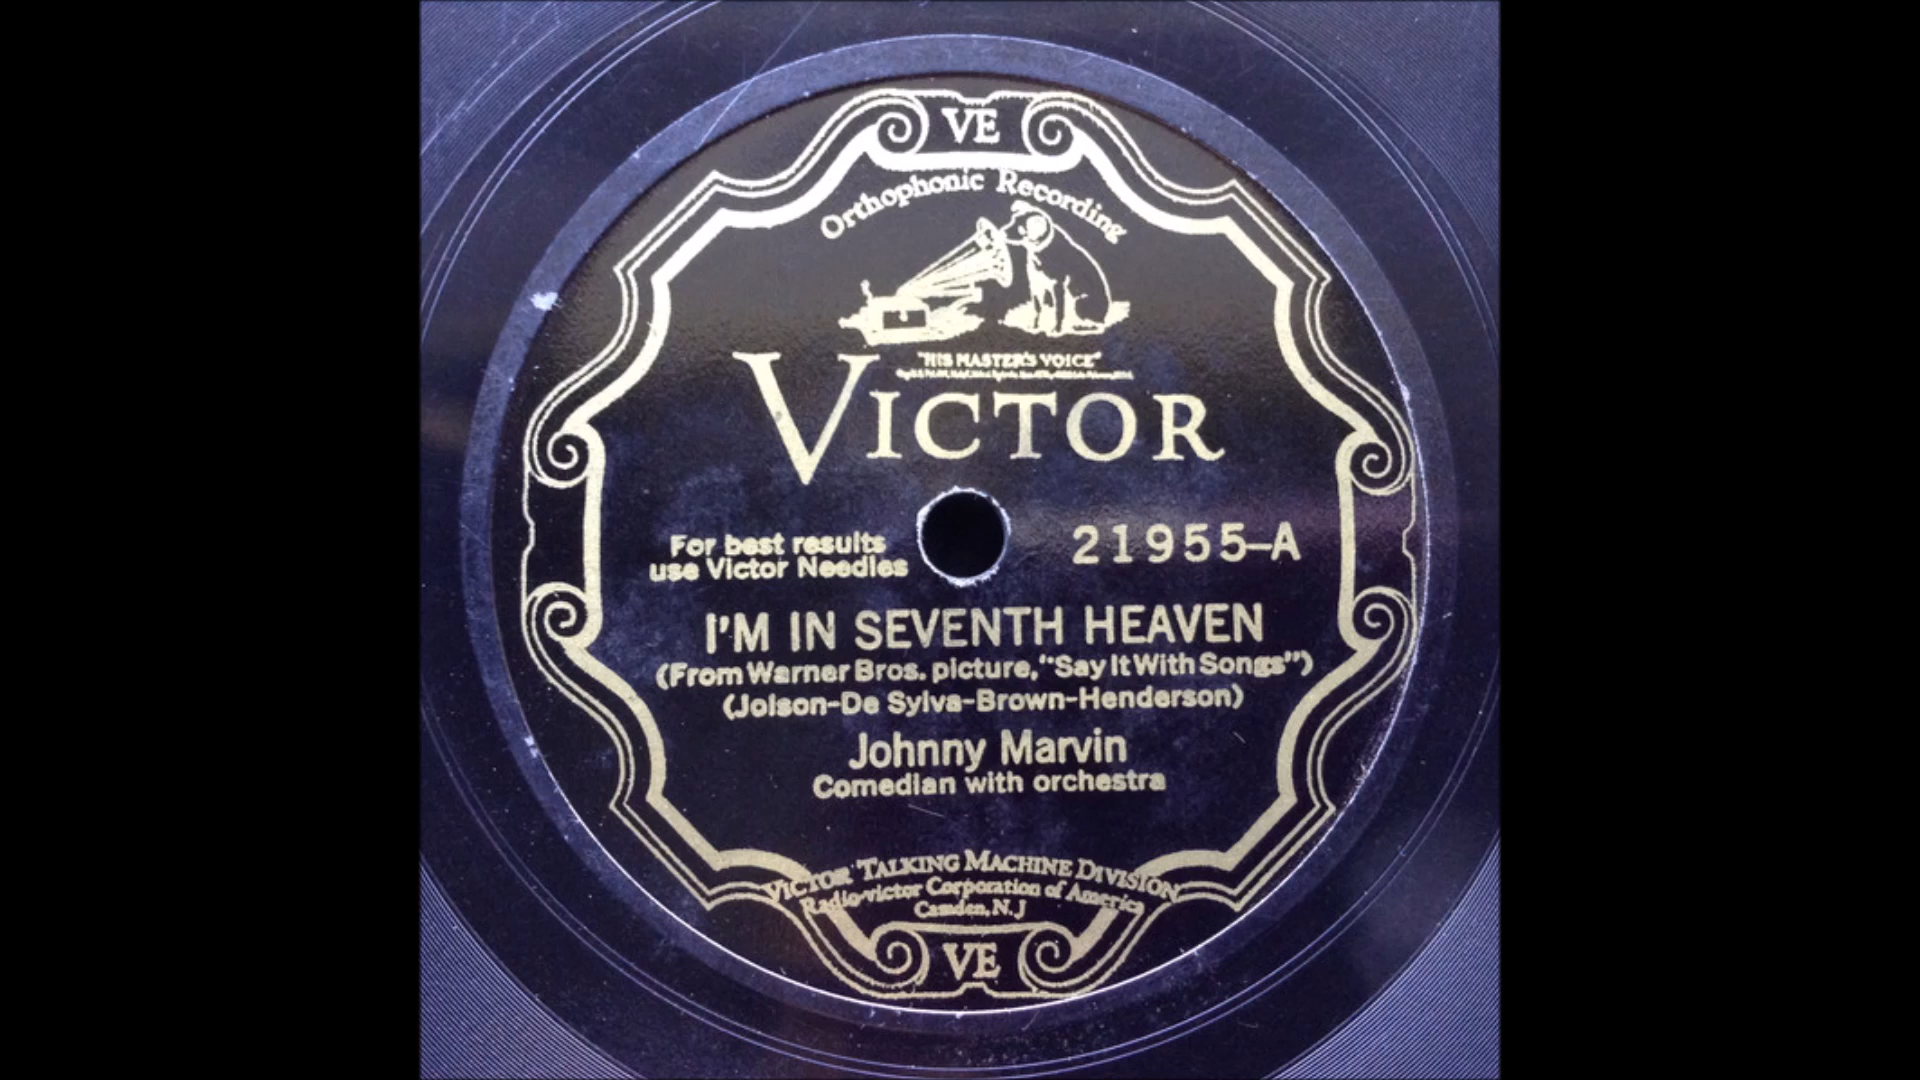 VE
Orthophonic Recording
"HIS MASTER'S VOICE"
VICTOR
For best results
use Victor Needles
21955-A
I'M IN SEVENTH HEAVEN
(From Warner Bros. picture, "Say It With Songs")
(Jolson-De Sylva-Brown-Henderson)
Johnny Marvin
Comedian with orchestra
VICTOR TALKING MACHINE DIVISION
Radio-Victor Corporation of America
Camden, N.J
VE